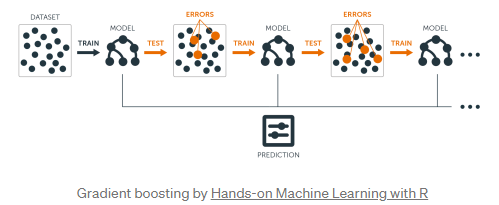 DATASET
TRAIN
MODEL
TEST
ERRORS
TRAIN
MODEL
TEST
ERRORS
TRAIN
MODEL
PREDICTION
Gradient boosting by Hands-on Machine Learning with R